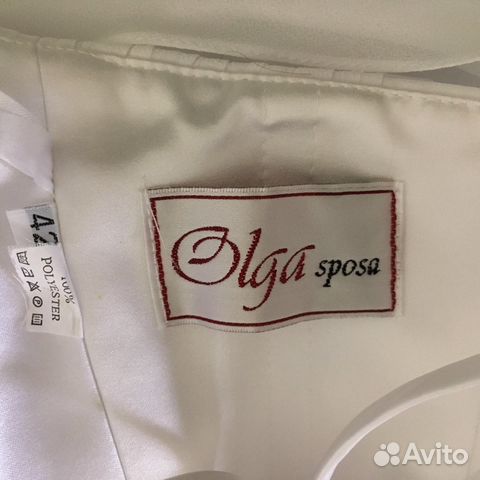 Olga sposa
42
100%
POLYESTER
Avito